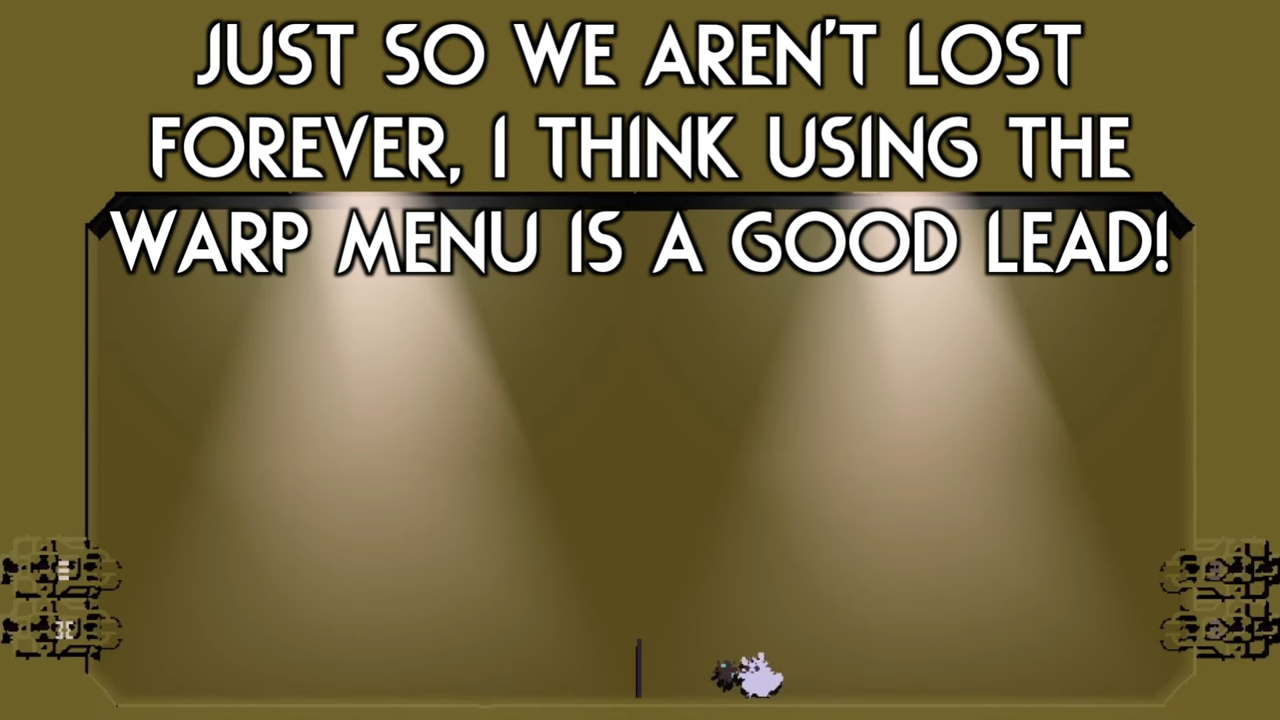 JUST SO WE AREN'T LOST
FOREVER, I THINK USING THE
WARP MENU IS A GOOD LEAD!